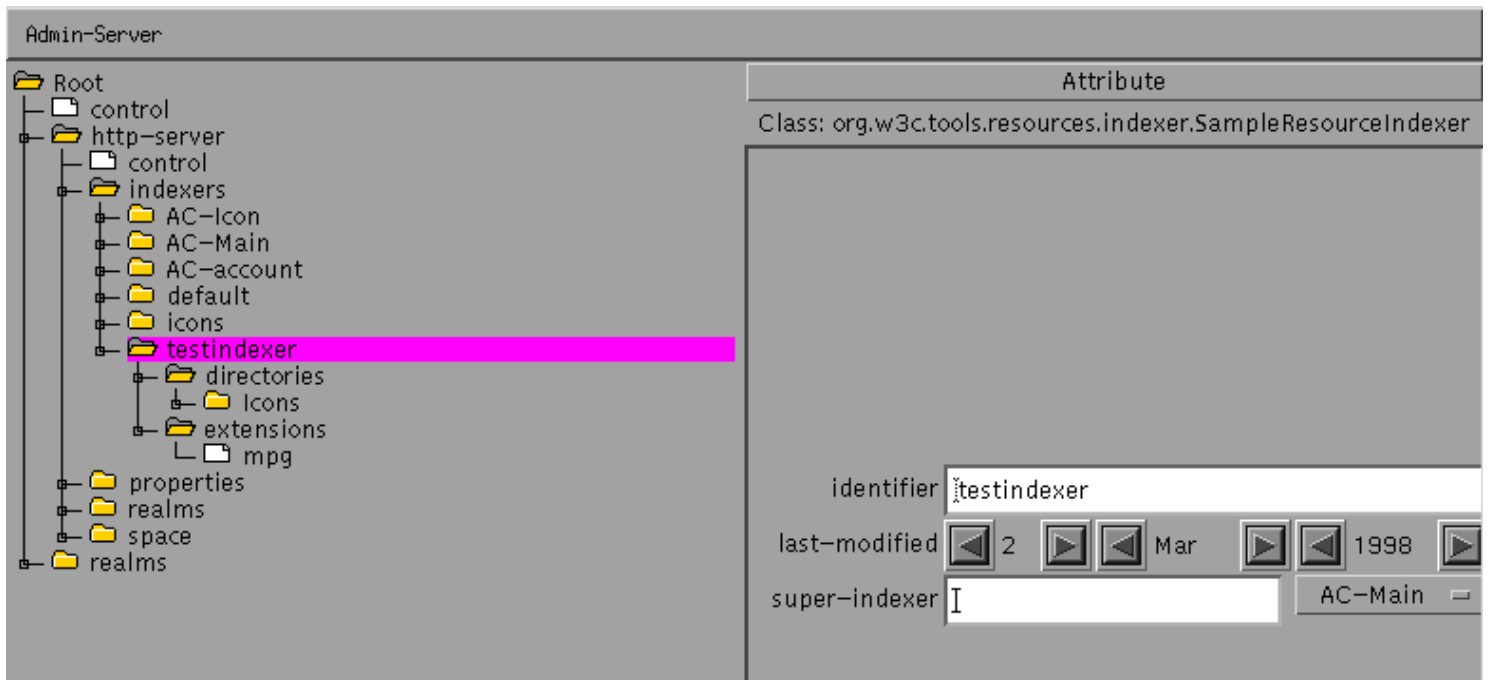 Admin-Server
Root
control
http-server
control
indexers
AC-Icon
AC-Main
AC-account
default
icons
testindexer
directories
Icons
extensions
mpg
properties
realms
space
realms
Attribute
Class: org.w3c.tools.resources.indexer.SampleResourceIndexer
identifier testindexer
last-modified 2 Mar 1998
super-indexer AC-Main